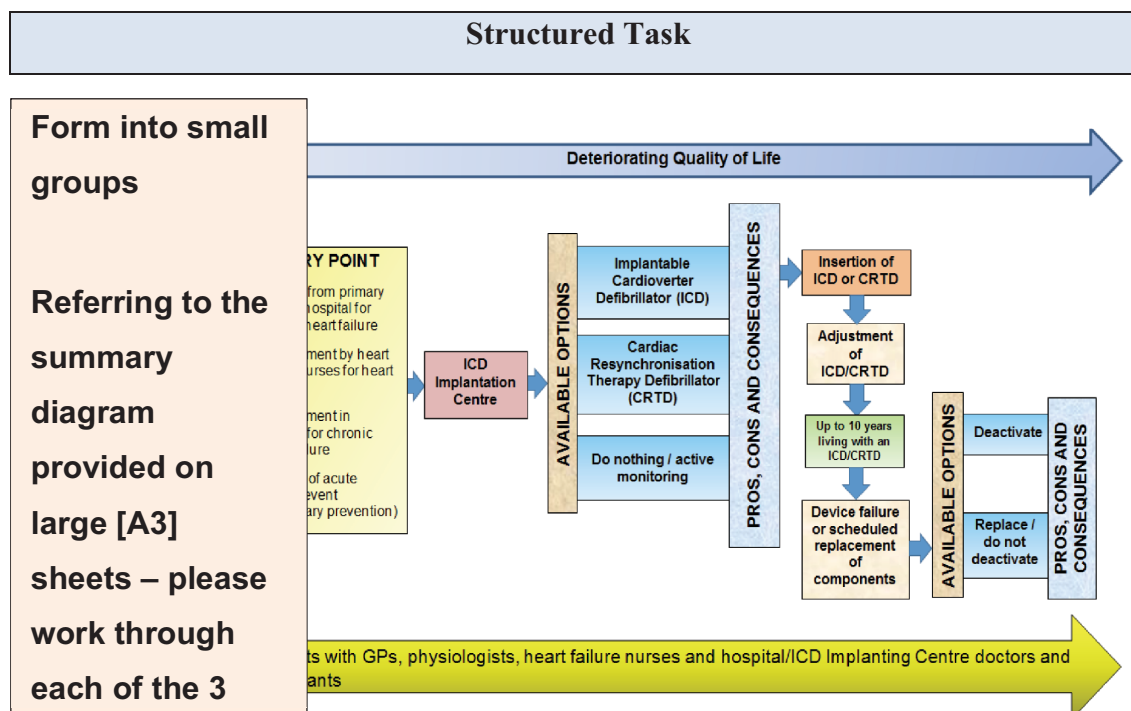 Structured Task
Form into small
groups
Referring to the
summary
diagram
provided on
large [A3]
sheets – please
work through
each of the 3
Deteriorating Quality of Life
RY POINT
from primary
hospital for
heart failure
ment by heart
urses for heart
ment in
for chronic
lure
of acute
vent
ary prevention)
ICD
Implantation
Centre
AVAILABLE OPTIONS
Implantable
Cardioverter
Defibrillator (ICD)
Cardiac
Resynchronisation
Therapy Defibrillator
(CRTD)
Do nothing / active
monitoring
PROS, CONS AND CONSEQUENCES
Insertion of
ICD or CRTD
Adjustment
of
ICD/CRTD
Up to 10 years
living with an
ICD/CRTD
Device failure
or scheduled
replacement
of
components
AVAILABLE OPTIONS
Deactivate
Replace /
do not
deactivate
PROS, CONS AND
CONSEQUENCES
ts with GPs, physiologists, heart failure nurses and hospital/ICD Implanting Centre doctors and
ants